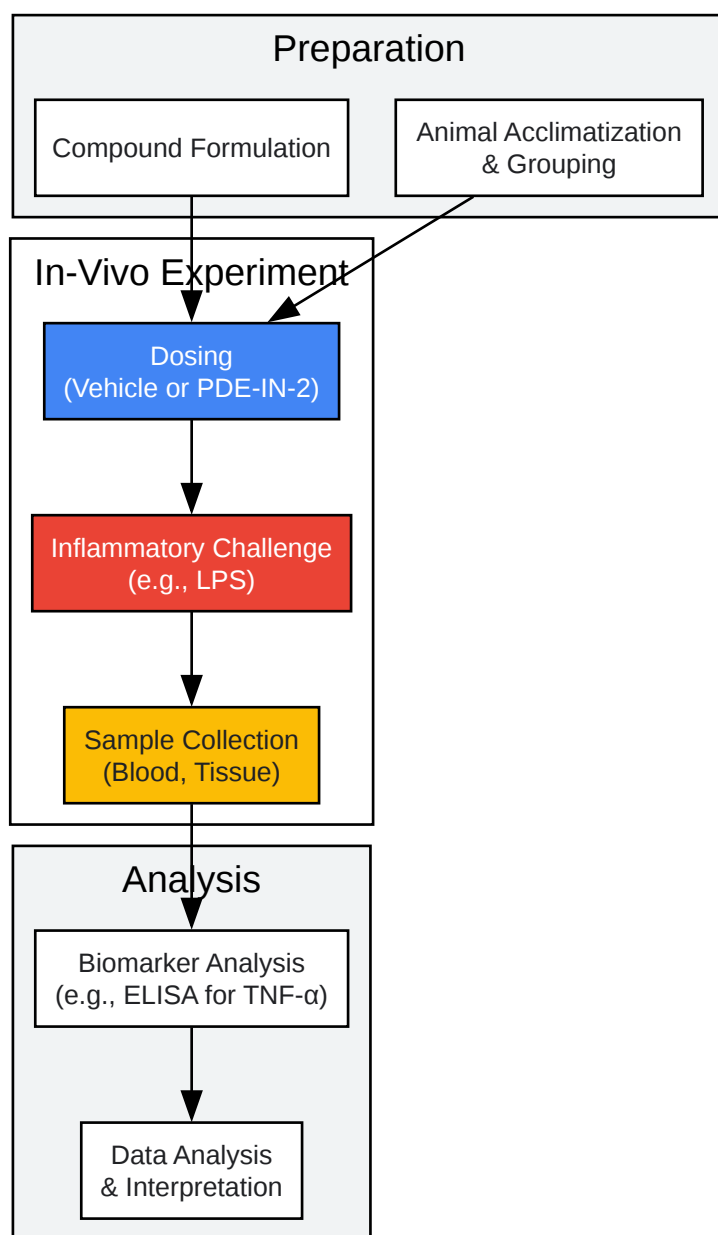 Preparation
Compound Formulation
Animal Acclimatization
& Grouping
In-Vivo Experiment
Dosing
(Vehicle or PDE-IN-2)
Inflammatory Challenge
(e.g., LPS)
Sample Collection
(Blood, Tissue)
Analysis
Biomarker Analysis
(e.g., ELISA for TNF-α)
Data Analysis
& Interpretation